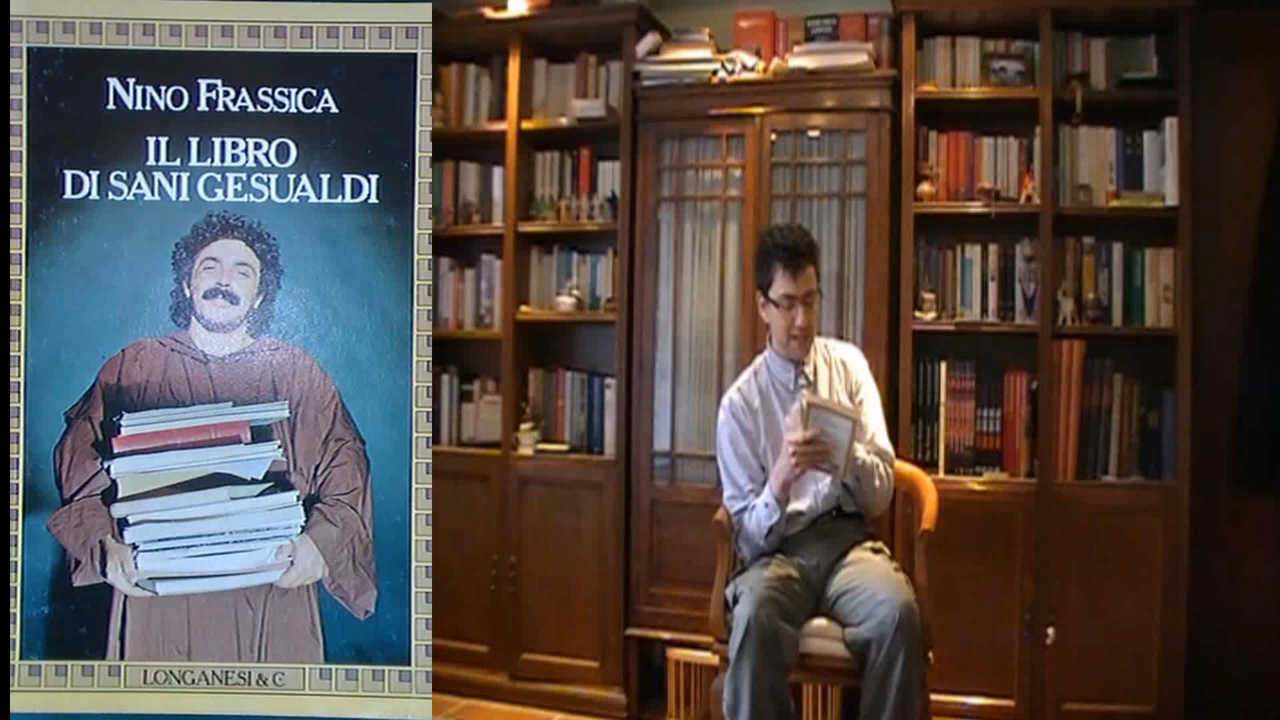 NINO FRASSICA
IL LIBRO
DI SANI GESUALDI
LONGANESI & C